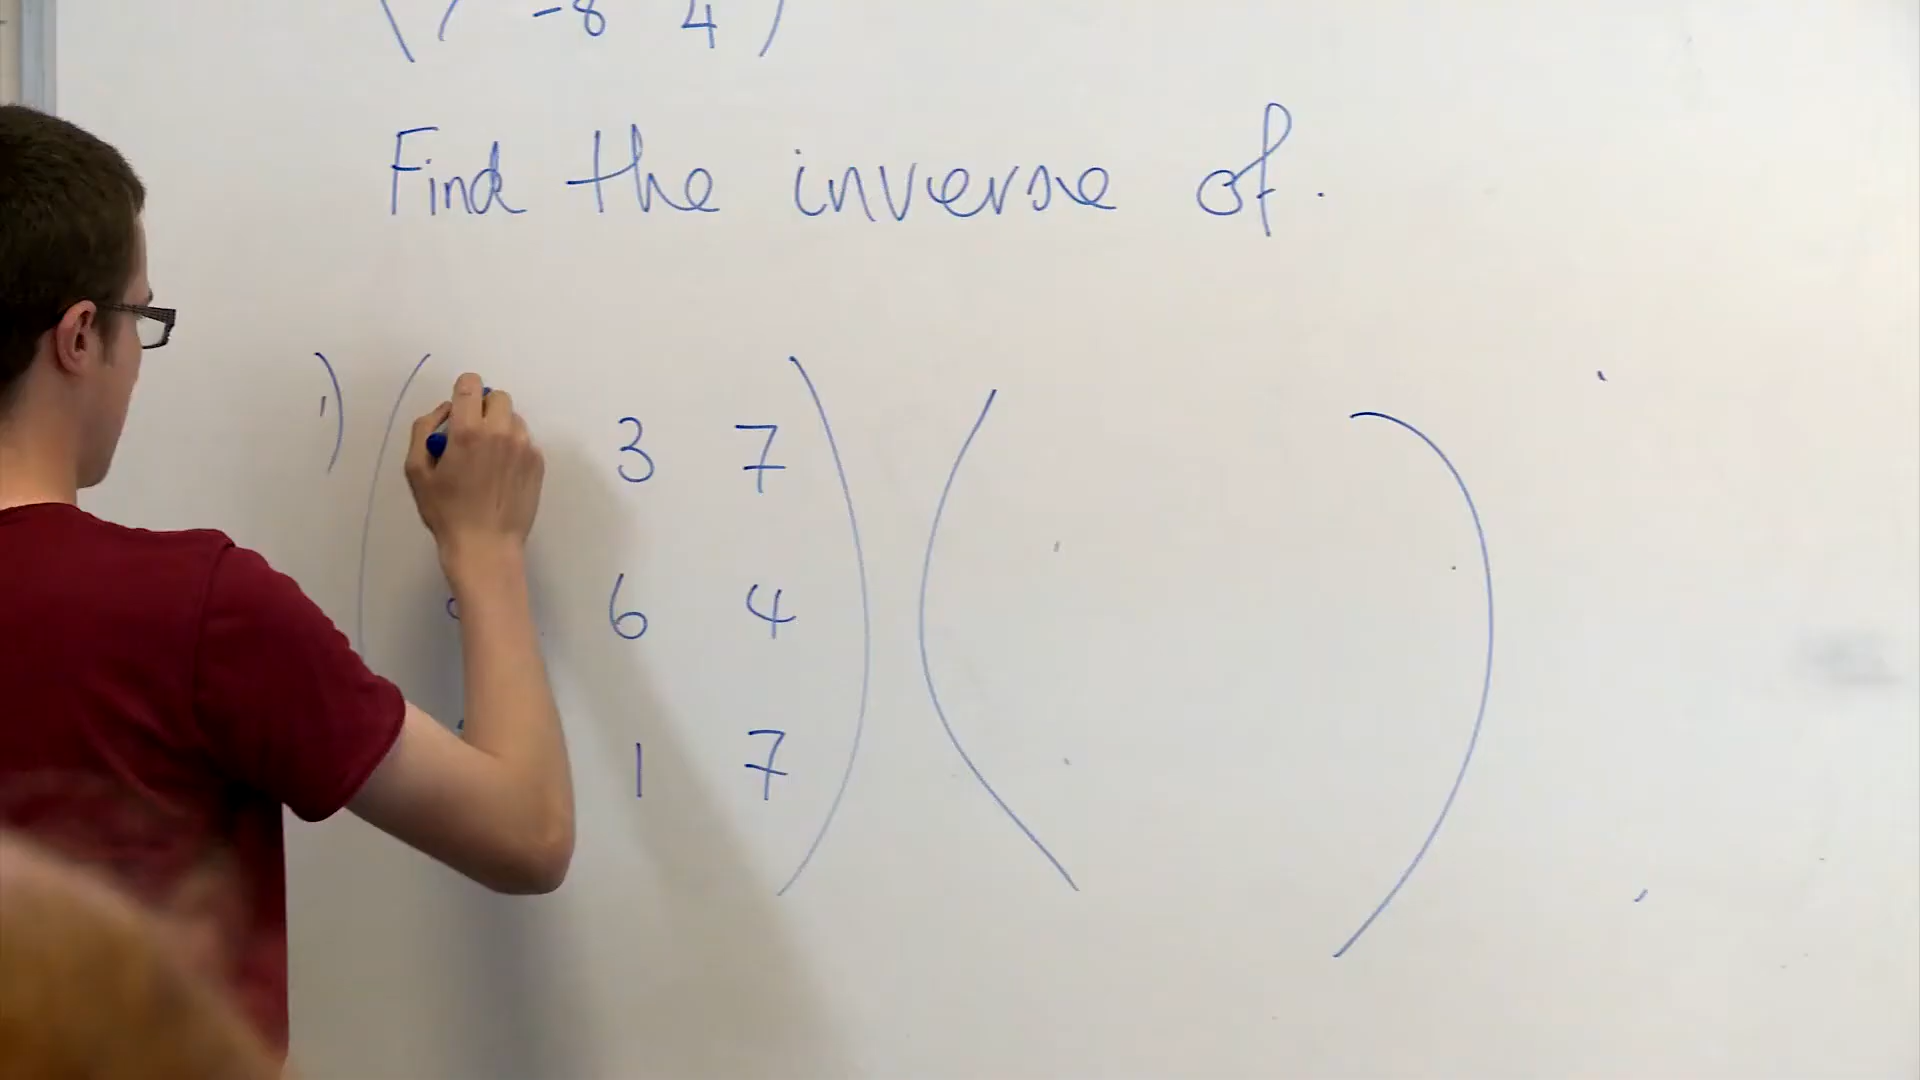 -8 4
Find the inverse of.
1) 3 7
6 4
1 7